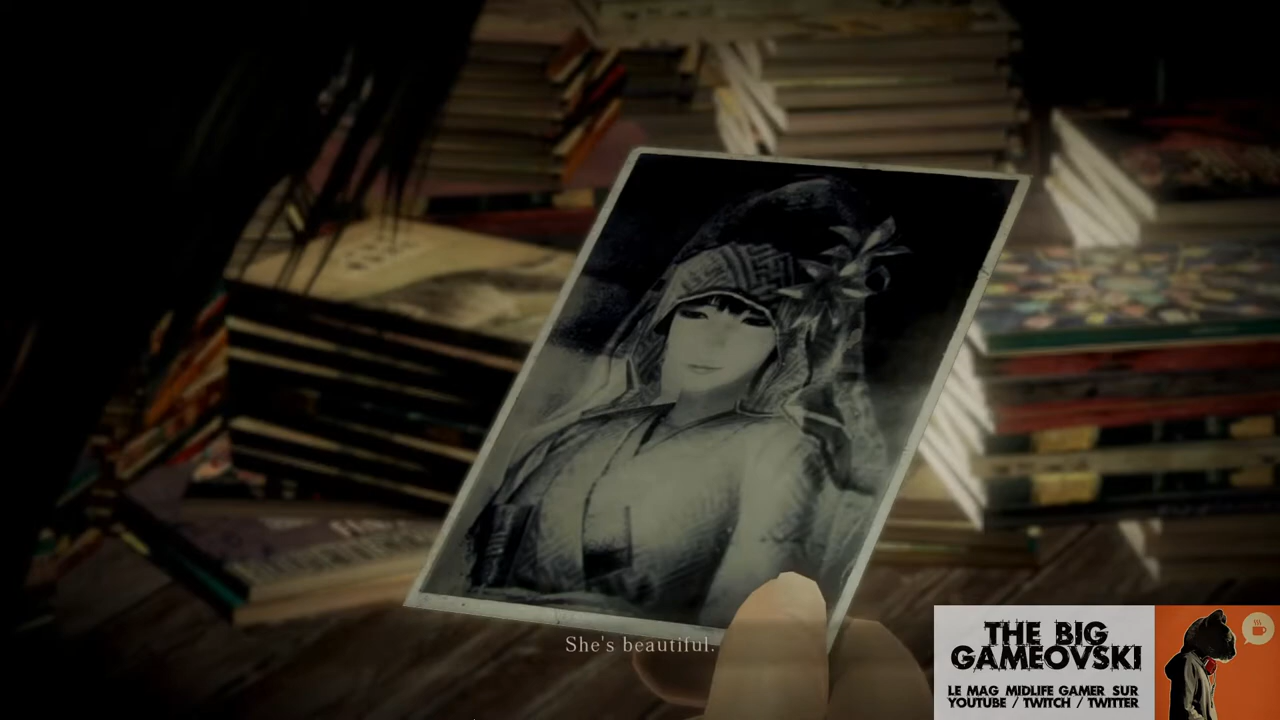 She's beautiful.
THE BIG
GAMEOVSKI
LE MAG MIDLIFE GAMER SUR
YOUTUBE / TWITCH / TWITTER